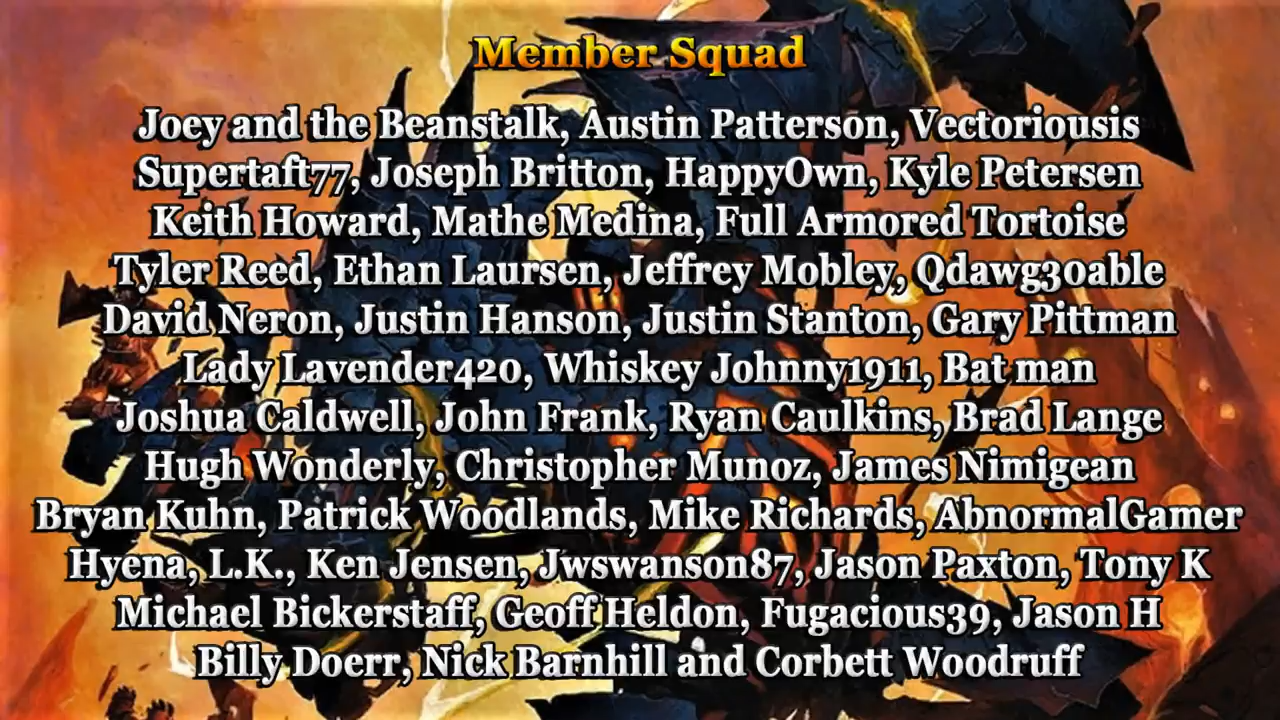 Member Squad
Joey and the Beanstalk, Austin Patterson, Vectoriousis
Supertaft77, Joseph Britton, HappyOwn, Kyle Petersen
Keith Howard, Mathe Medina, Full Armored Tortoise
Tyler Reed, Ethan Laursen, Jeffrey Mobley, Qdawg30able
David Neron, Justin Hanson, Justin Stanton, Gary Pittman
Lady Lavender420, Whiskey Johnny1911, Bat man
Joshua Caldwell, John Frank, Ryan Caulkins, Brad Lange
Hugh Wonderly, Christopher Munoz, James Nimigean
Bryan Kuhn, Patrick Woodlands, Mike Richards, AbnormalGamer
Hyena, L.K., Ken Jensen, Jwswanson87, Jason Paxton, Tony K
Michael Bickerstaff, Geoff Heldon, Fugacious39, Jason H
Billy Doerr, Nick Barnhill and Corbett Woodruff